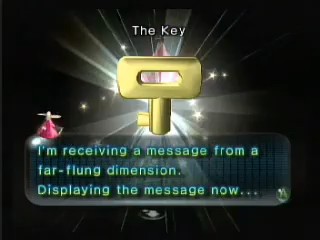 The Key
I'm receiving a message from a
far-flung dimension.
Displaying the message now...